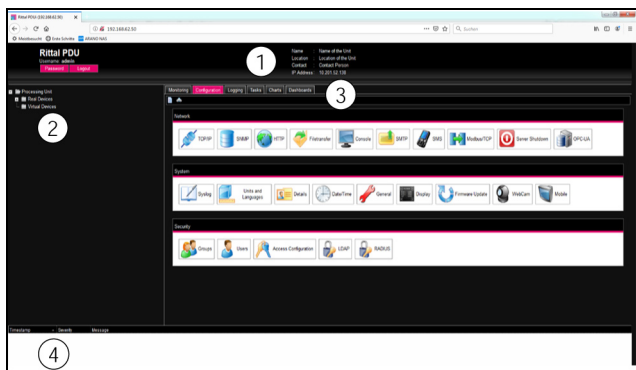 Rittal PDU (192.168.62.50)
192.168.62.50
Suchen
Meistbesucht Erste Schritte ARAND NAS
Rittal PDU
Username: admin
Password Logout
Name : Name of the Unit
Location : Location of the Unit
Contact : Contact Person
IP Address
1
Processing Unit
Real Devices
Virtual Devices
2
Monitoring Configuration Logging Tasks Charts Dashboards
3
Network
TCP/IP SNMP HTTP Filetransfer Console SMTP SMS Modbus/TCP Server Shutdown OPC-UA
System
Syslog Units and Languages Details Date/Time General Display Firmware Update WebCam Mobile
Security
Groups Users Access Configuration LDAP RADIUS
Timestamp Severity Message
4